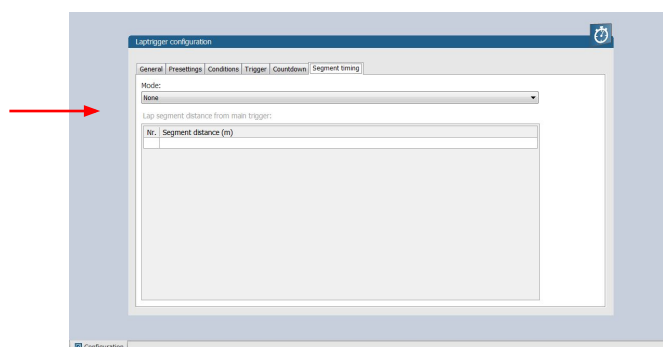 Laptrigger configuration
General Presettings Conditions Trigger Countdown Segment timing
Mode:
None
Lap segment distance from main trigger:
Nr. Segment distance (m)
Configuration